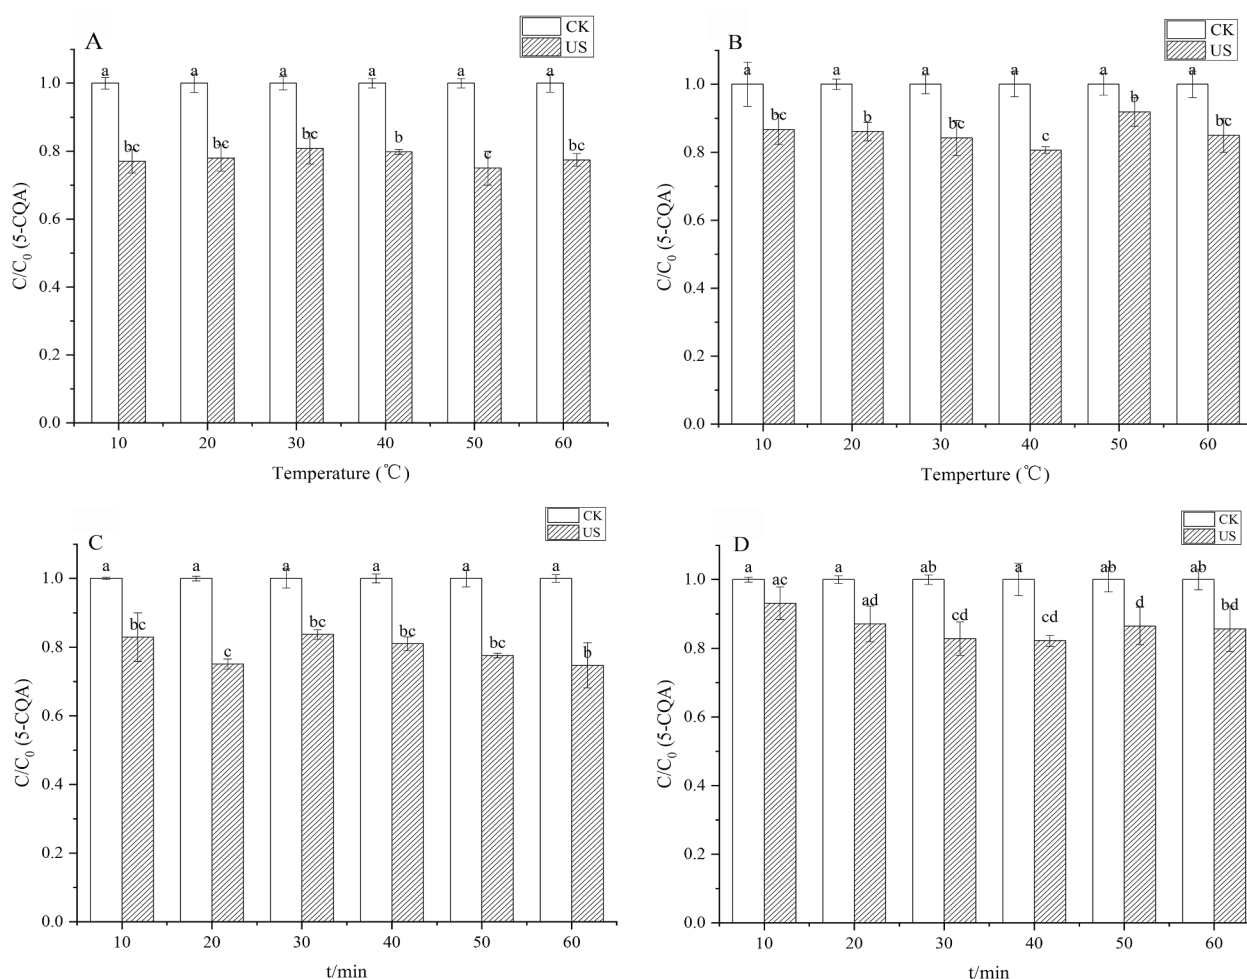 A
CK
US
a a a a a a
bc bc bc b c bc
1.0
0.8
0.6
0.4
0.2
0.0
C/C0 (5-CQA)
10 20 30 40 50 60
Temperature (℃)
B
CK
US
a a a a a a
bc b bc c b bc
1.0
0.8
0.6
0.4
0.2
0.0
C/C0 (5-CQA)
10 20 30 40 50 60
Temperture (℃)
C
CK
US
a a a a a a
bc c bc bc bc b
1.0
0.8
0.6
0.4
0.2
0.0
C/C0 (5-CQA)
10 20 30 40 50 60
t/min
D
CK
US
a a ab a ab ab
ac ad cd cd d bd
1.0
0.8
0.6
0.4
0.2
0.0
C/C0 (5-CQA)
10 20 30 40 50 60
t/min